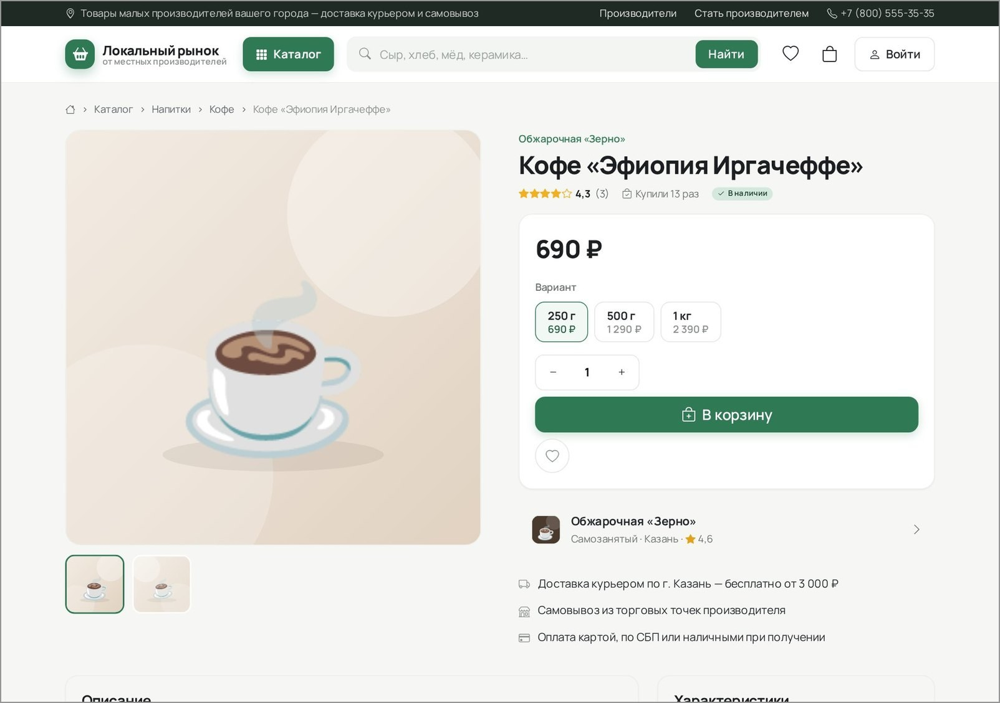 Товары малых производителей вашего города — доставка курьером и самовывоз
Производители
Стать производителем
+7 (800) 555-35-35
Локальный рынок
от местных производителей
Каталог
Сыр, хлеб, мёд, керамика...
Найти
Войти
Каталог > Напитки > Кофе > Кофе «Эфиопия Иргачеффе»
Обжарочная «Зерно»
Кофе «Эфиопия Иргачеффе»
4,3 (3)
Купили 13 раз
В наличии
690 ₽
Вариант
250 г
690 ₽
500 г
1 290 ₽
1 кг
2 390 ₽
− 1 +
В корзину
Обжарочная «Зерно»
Самозанятый · Казань · 4,6
Доставка курьером по г. Казань — бесплатно от 3 000 ₽
Самовывоз из торговых точек производителя
Оплата картой, по СБП или наличными при получении
Описание
Характеристики